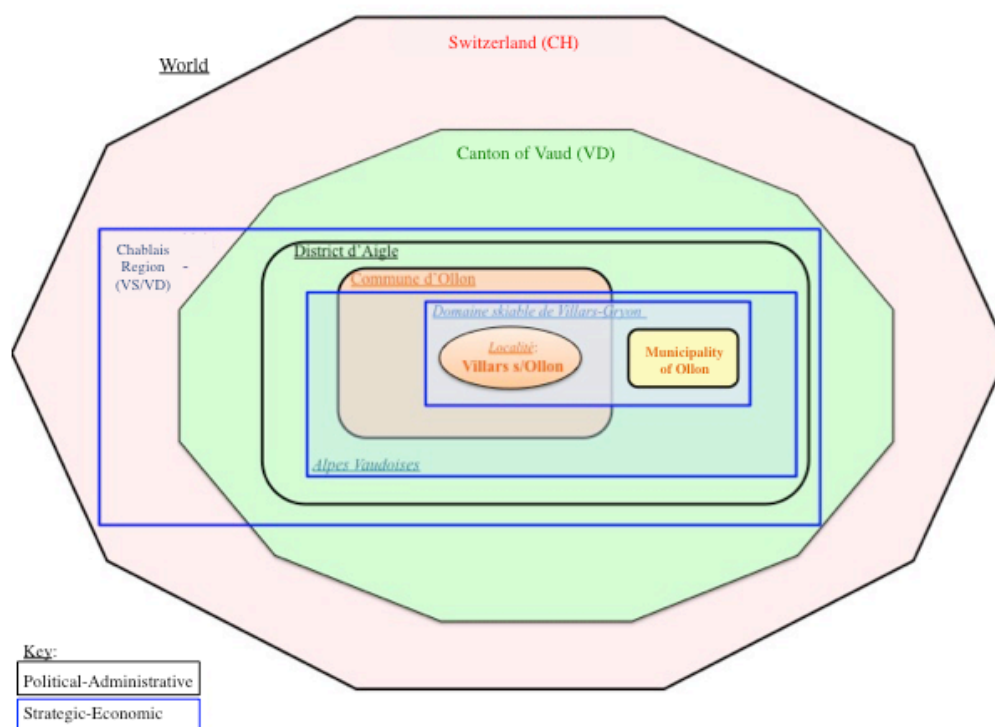 Switzerland (CH)
World
Canton of Vaud (VD)
Chablais
Region -
(VS/VD)
District d'Aigle
Commune d'Ollon
Domaine skiable de Villars-Gryon
Localité:
Villars s/Ollon
Municipality
of Ollon
Alpes Vaudoises
Key:
Political-Administrative
Strategic-Economic